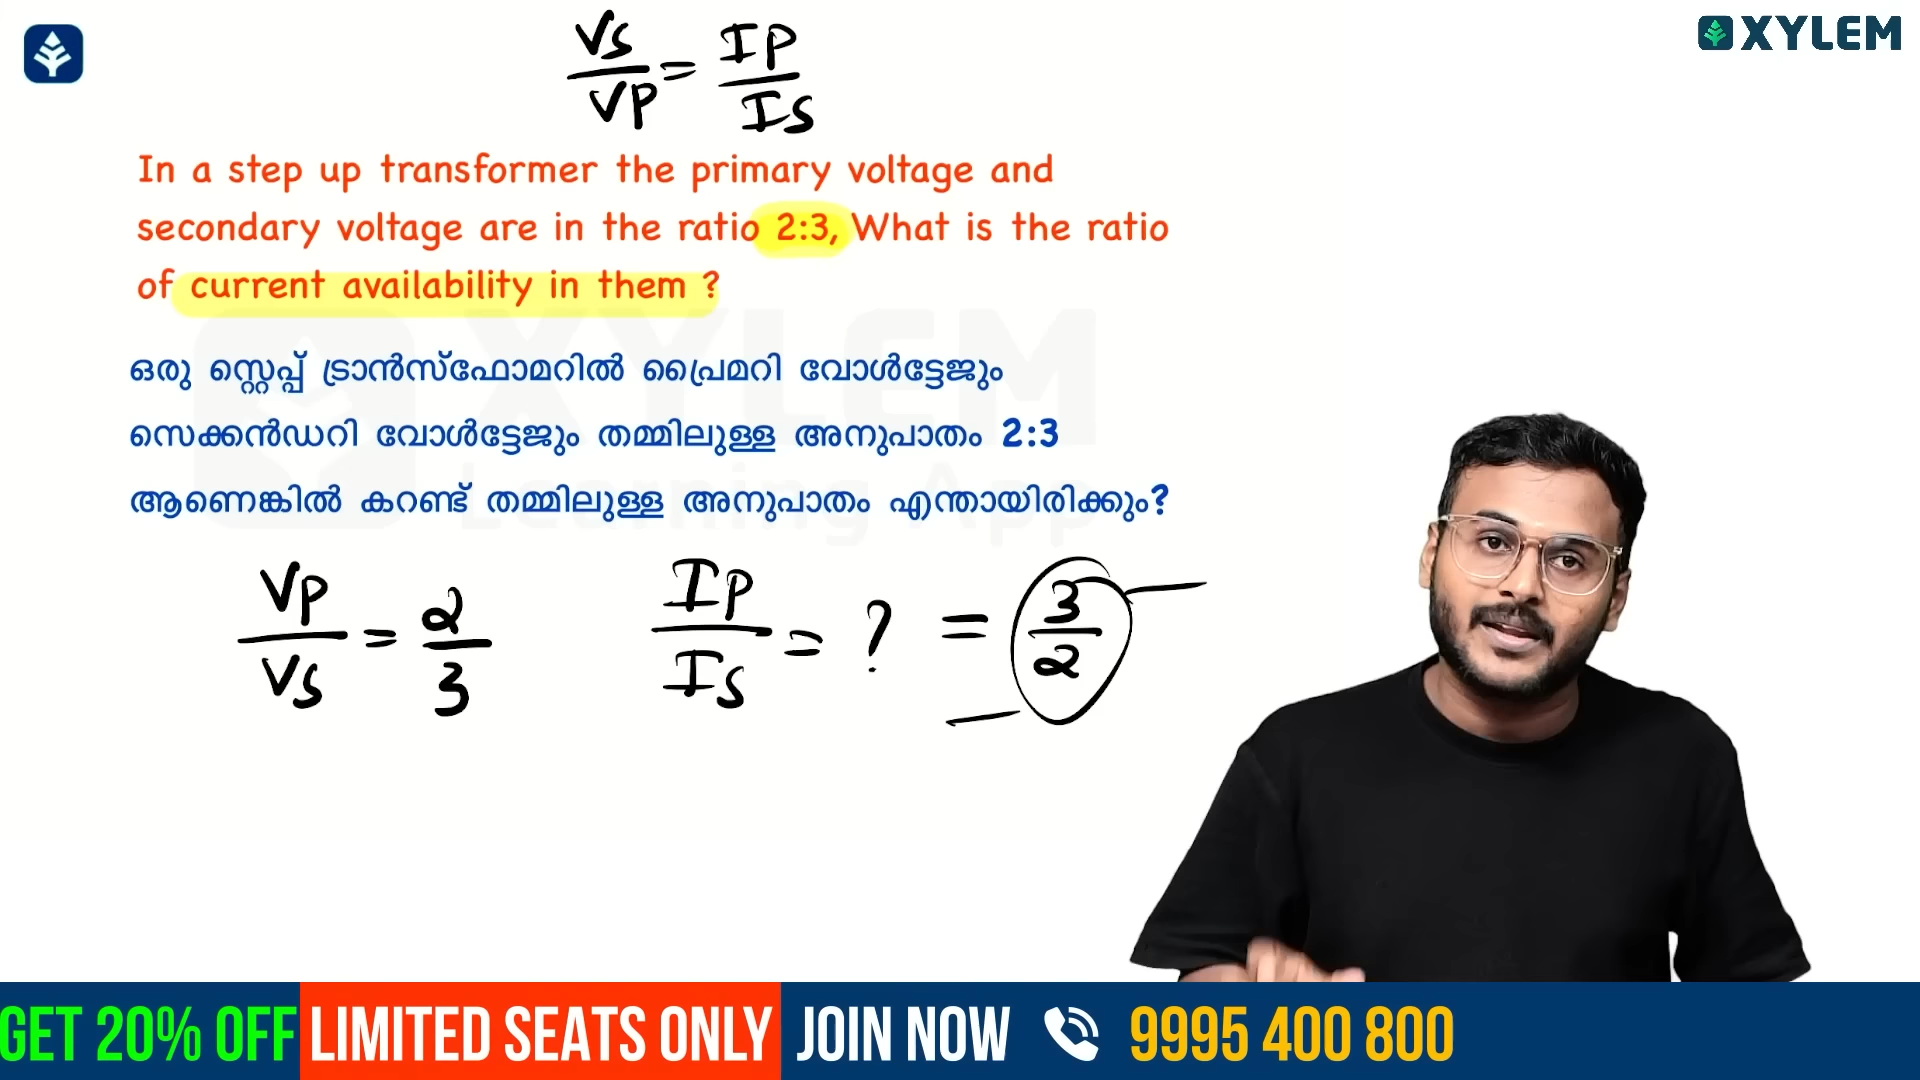 XYLEM
Vs/Vp = Ip/Is
In a step up transformer the primary voltage and
secondary voltage are in the ratio 2:3, What is the ratio
of current availability in them ?
ഒരു സ്റ്റെപ്പ് ട്രാൻസ്ഫോമറിൽ പ്രൈമറി വോൾട്ടേജും
സെക്കൻഡറി വോൾട്ടേജും തമ്മിലുള്ള അനുപാതം 2:3
ആണെങ്കിൽ കറണ്ട് തമ്മിലുള്ള അനുപാതം എന്തായിരിക്കും?
XYLEM
Learning App
Vp/Vs = 2/3 Ip/Is = ? = 3/2
GET 20% OFF LIMITED SEATS ONLY JOIN NOW 9995 400 800